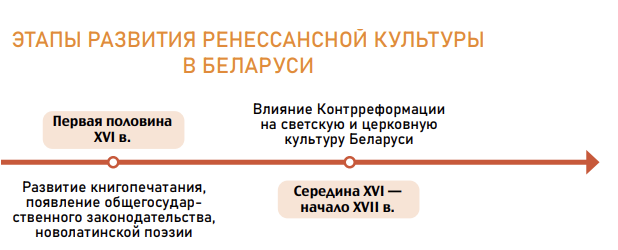 ЭТАПЫ РАЗВИТИЯ РЕНЕССАНСНОЙ КУЛЬТУРЫ
В БЕЛАРУСИ
Первая половина
XVI в.
Развитие книгопечатания,
появление общегосудар-
ственного законодательства,
новолатинской поэзии
Влияние Контрреформации
на светскую и церковную
культуру Беларуси
Середина XVI —
начало XVII в.